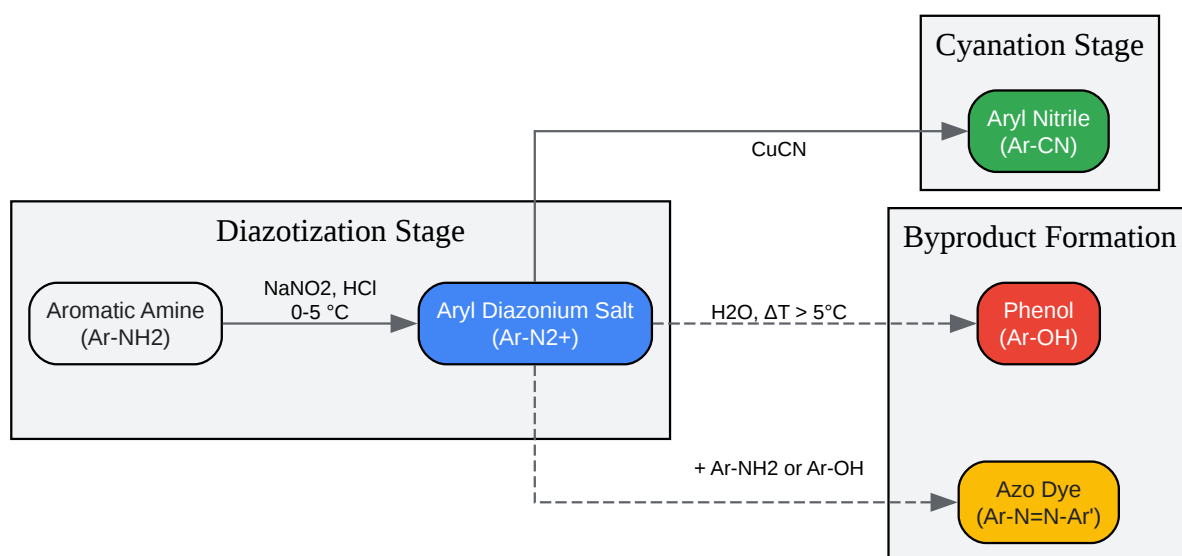 Cyanation Stage
Aryl Nitrile
(Ar-CN)
CuCN
Diazotization Stage
Byproduct Formation
NaNO2, HCl
0-5 °C
Aromatic Amine
(Ar-NH2)
Aryl Diazonium Salt
(Ar-N2+)
H2O, ΔT > 5°C
Phenol
(Ar-OH)
+ Ar-NH2 or Ar-OH
Azo Dye
(Ar-N=N-Ar')